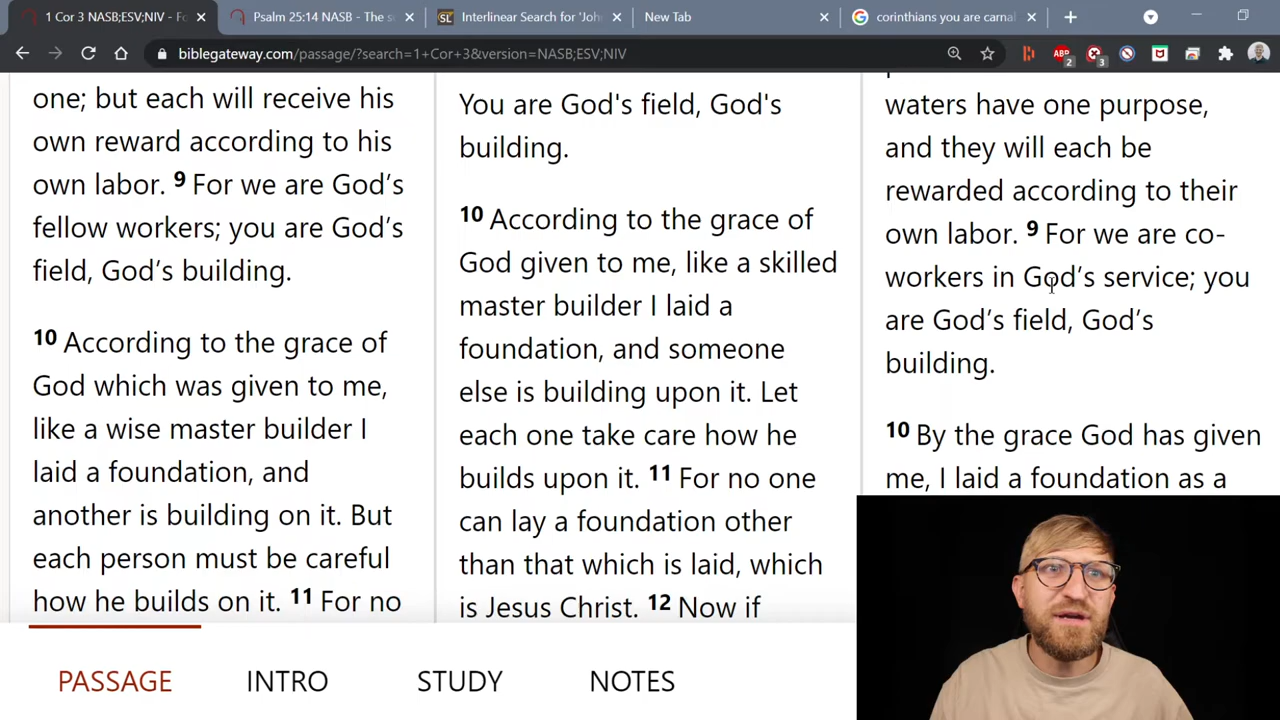 1 Cor 3 NASB;ESV;NIV - Fo
Psalm 25:14 NASB - The se
Interlinear Search for 'John
New Tab
corinthians you are carnal
biblegateway.com/passage/?search=1+Cor+3&version=NASB;ESV;NIV
ABP
2
3
one; but each will receive his
own reward according to his
own labor. 9 For we are God's
fellow workers; you are God's
field, God's building.
10 According to the grace of
God which was given to me,
like a wise master builder I
laid a foundation, and
another is building on it. But
each person must be careful
how he builds on it. 11 For no
You are God's field, God's
building.
10 According to the grace of
God given to me, like a skilled
master builder I laid a
foundation, and someone
else is building upon it. Let
each one take care how he
builds upon it. 11 For no one
can lay a foundation other
than that which is laid, which
is Jesus Christ. 12 Now if
waters have one purpose,
and they will each be
rewarded according to their
own labor. 9 For we are co-
workers in God's service; you
are God's field, God's
building.
10 By the grace God has given
me, I laid a foundation as a
PASSAGE
INTRO
STUDY
NOTES